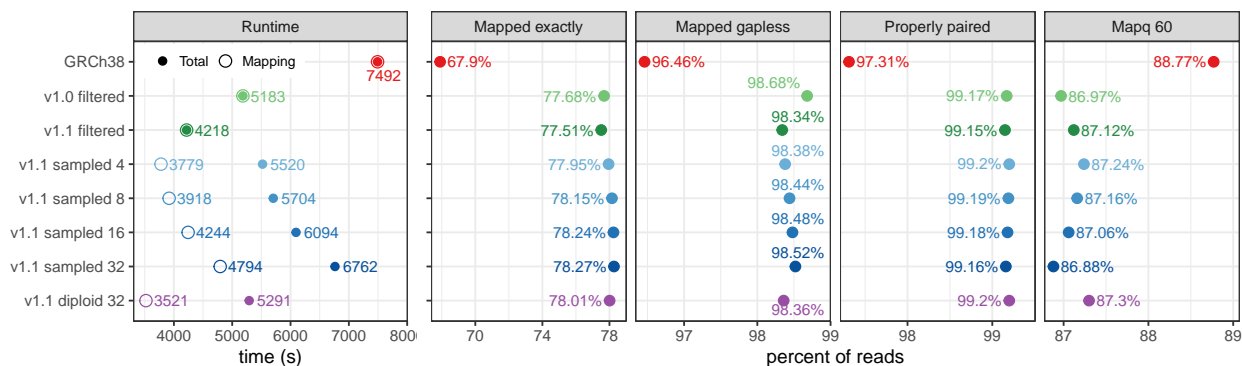 Runtime Mapped exactly Mapped gapless Properly paired Mapq 60
GRCh38 Total Mapping 7492 67.9% 96.46% 97.31% 88.77%
v1.0 filtered 5183 77.68% 98.68% 99.17% 86.97%
v1.1 filtered 4218 77.51% 98.34% 99.15% 87.12%
v1.1 sampled 4 3779 5520 77.95% 98.38% 99.2% 87.24%
v1.1 sampled 8 3918 5704 78.15% 98.44% 99.19% 87.16%
v1.1 sampled 16 4244 6094 78.24% 98.48% 99.18% 87.06%
v1.1 sampled 32 4794 6762 78.27% 98.52% 99.16% 86.88%
v1.1 diploid 32 3521 5291 78.01% 98.36% 99.2% 87.3%
4000 5000 6000 7000 8000 70 74 78 97 98 99 98 99 87 88 89
time (s) percent of reads